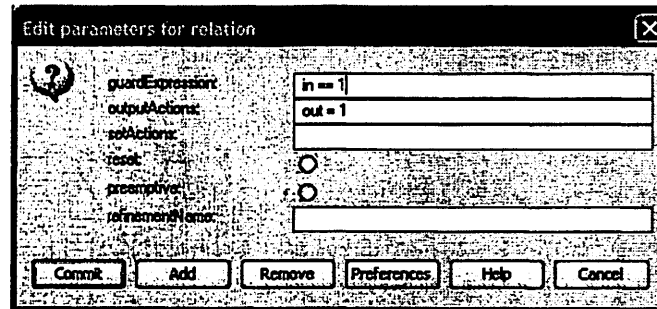 Edit parameters for relation
guardExpression: in == 1
outputActions: out = 1
setActions:
reset:
preemptive:
refinementName:
Commit Add Remove Preferences Help Cancel